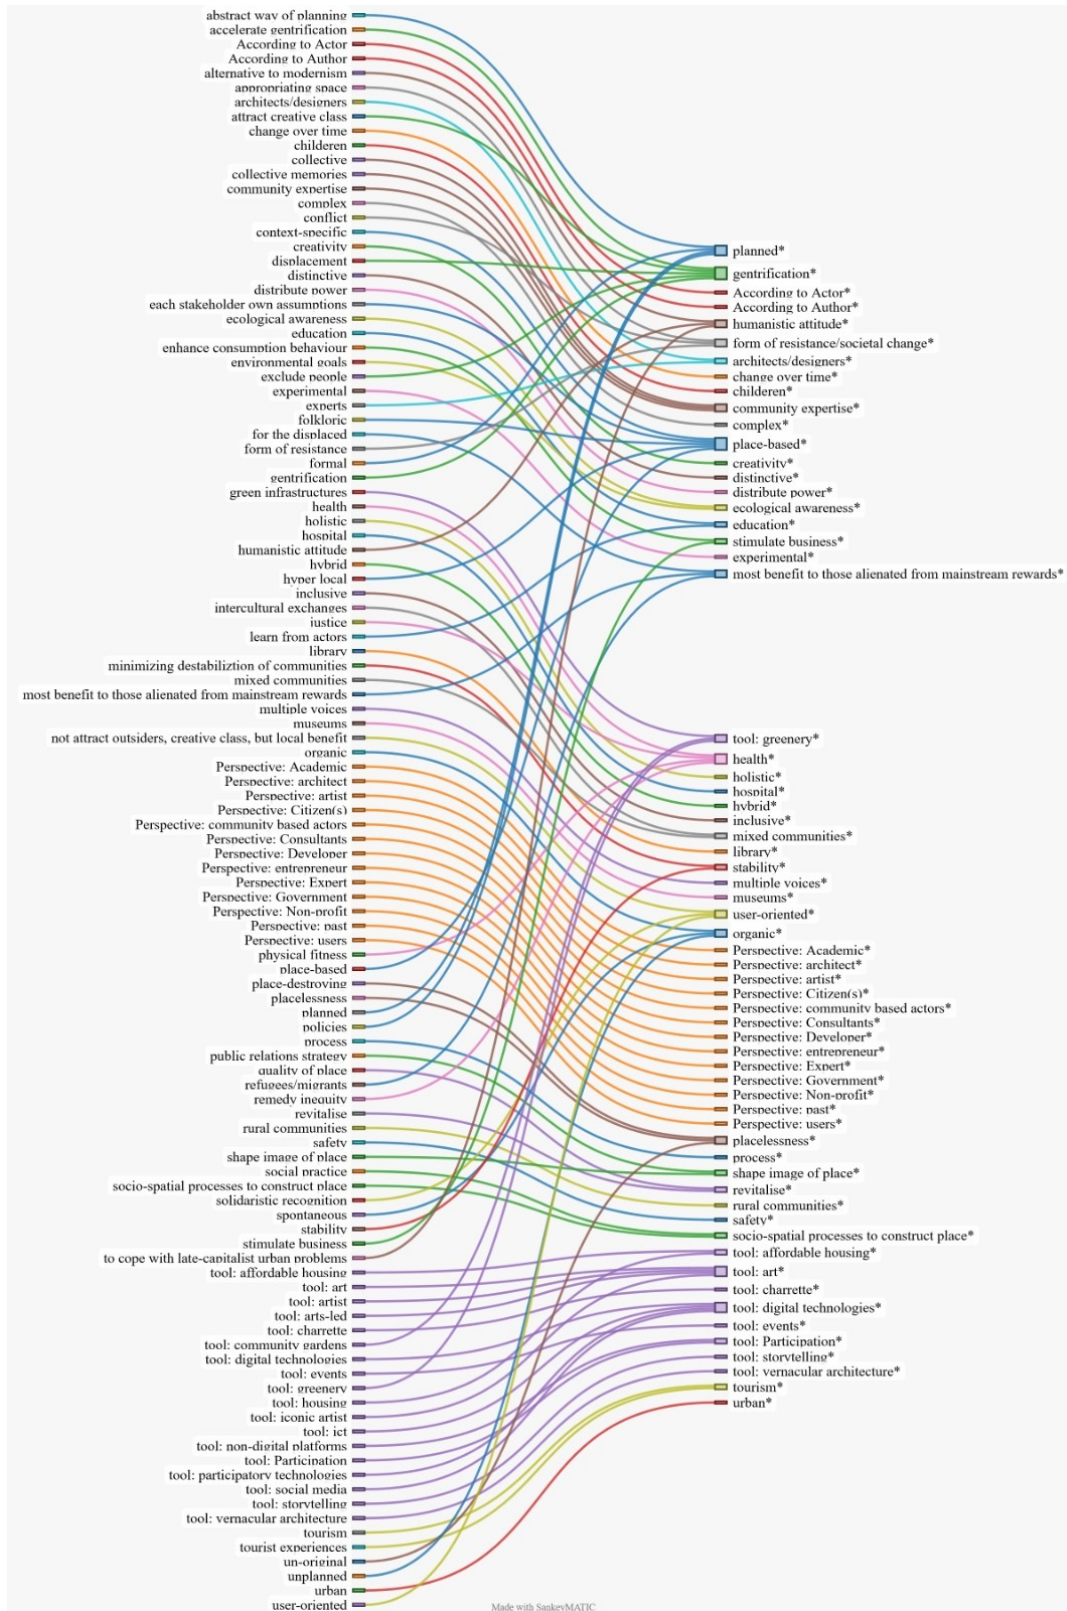 abstract way of planning
accelerate gentrification
According to Actor
According to Author
alternative to modernism
appropriating space
architects/designers
attract creative class
change over time
childeren
collective
collective memories
community expertise
complex
conflict
context-specific
creativity
displacement
distinctive
distribute power
each stakeholder own assumptions
ecological awareness
education
enhance consumption behaviour
environmental goals
exclude people
experimental
experts
folkloric
for the displaced
form of resistance
formal
gentrification
green infrastructures
health
holistic
hospital
humanistic attitude
hybrid
hyper local
inclusive
intercultural exchanges
justice
learn from actors
library
minimizing destabiliztion of communities
mixed communities
most benefit to those alienated from mainstream rewards
multiple voices
museums
not attract outsiders, creative class, but local benefit
organic
Perspective: Academic
Perspective: architect
Perspective: artist
Perspective: Citizen(s)
Perspective: community based actors
Perspective: Consultants
Perspective: Developer
Perspective: entrepreneur
Perspective: Expert
Perspective: Government
Perspective: Non-profit
Perspective: past
Perspective: users
physical fitness
place-based
place-destroying
placelessness
planned
policies
process
public relations strategy
quality of place
refugees/migrants
remedy inequity
revitalise
rural communities
safety
shape image of place
social practice
socio-spatial processes to construct place
solidaristic recognition
spontaneous
stability
stimulate business
to cope with late-capitalist urban problems
tool: affordable housing
tool: art
tool: artist
tool: arts-led
tool: charrette
tool: community gardens
tool: digital technologies
tool: events
tool: greenery
tool: housing
tool: iconic artist
tool: ict
tool: non-digital platforms
tool: Participation
tool: participatory technologies
tool: social media
tool: storytelling
tool: vernacular architecture
tourism
tourist experiences
un-original
unplanned
urban
user-oriented
planned*
gentrification*
According to Actor*
According to Author*
humanistic attitude*
form of resistance/societal change*
architects/designers*
change over time*
childeren*
community expertise*
complex*
place-based*
creativity*
distinctive*
distribute power*
ecological awareness*
education*
stimulate business*
experimental*
most benefit to those alienated from mainstream rewards*
tool: greenery*
health*
holistic*
hospital*
hybrid*
inclusive*
mixed communities*
library*
stability*
multiple voices*
museums*
user-oriented*
organic*
Perspective: Academic*
Perspective: architect*
Perspective: artist*
Perspective: Citizen(s)*
Perspective: community based actors*
Perspective: Consultants*
Perspective: Developer*
Perspective: entrepreneur*
Perspective: Expert*
Perspective: Government*
Perspective: Non-profit*
Perspective: past*
Perspective: users*
placelessness*
process*
shape image of place*
revitalise*
rural communities*
safety*
socio-spatial processes to construct place*
tool: affordable housing*
tool: art*
tool: charrette*
tool: digital technologies*
tool: events*
tool: Participation*
tool: storytelling*
tool: vernacular architecture*
tourism*
urban*
Made with SankeyMATIC